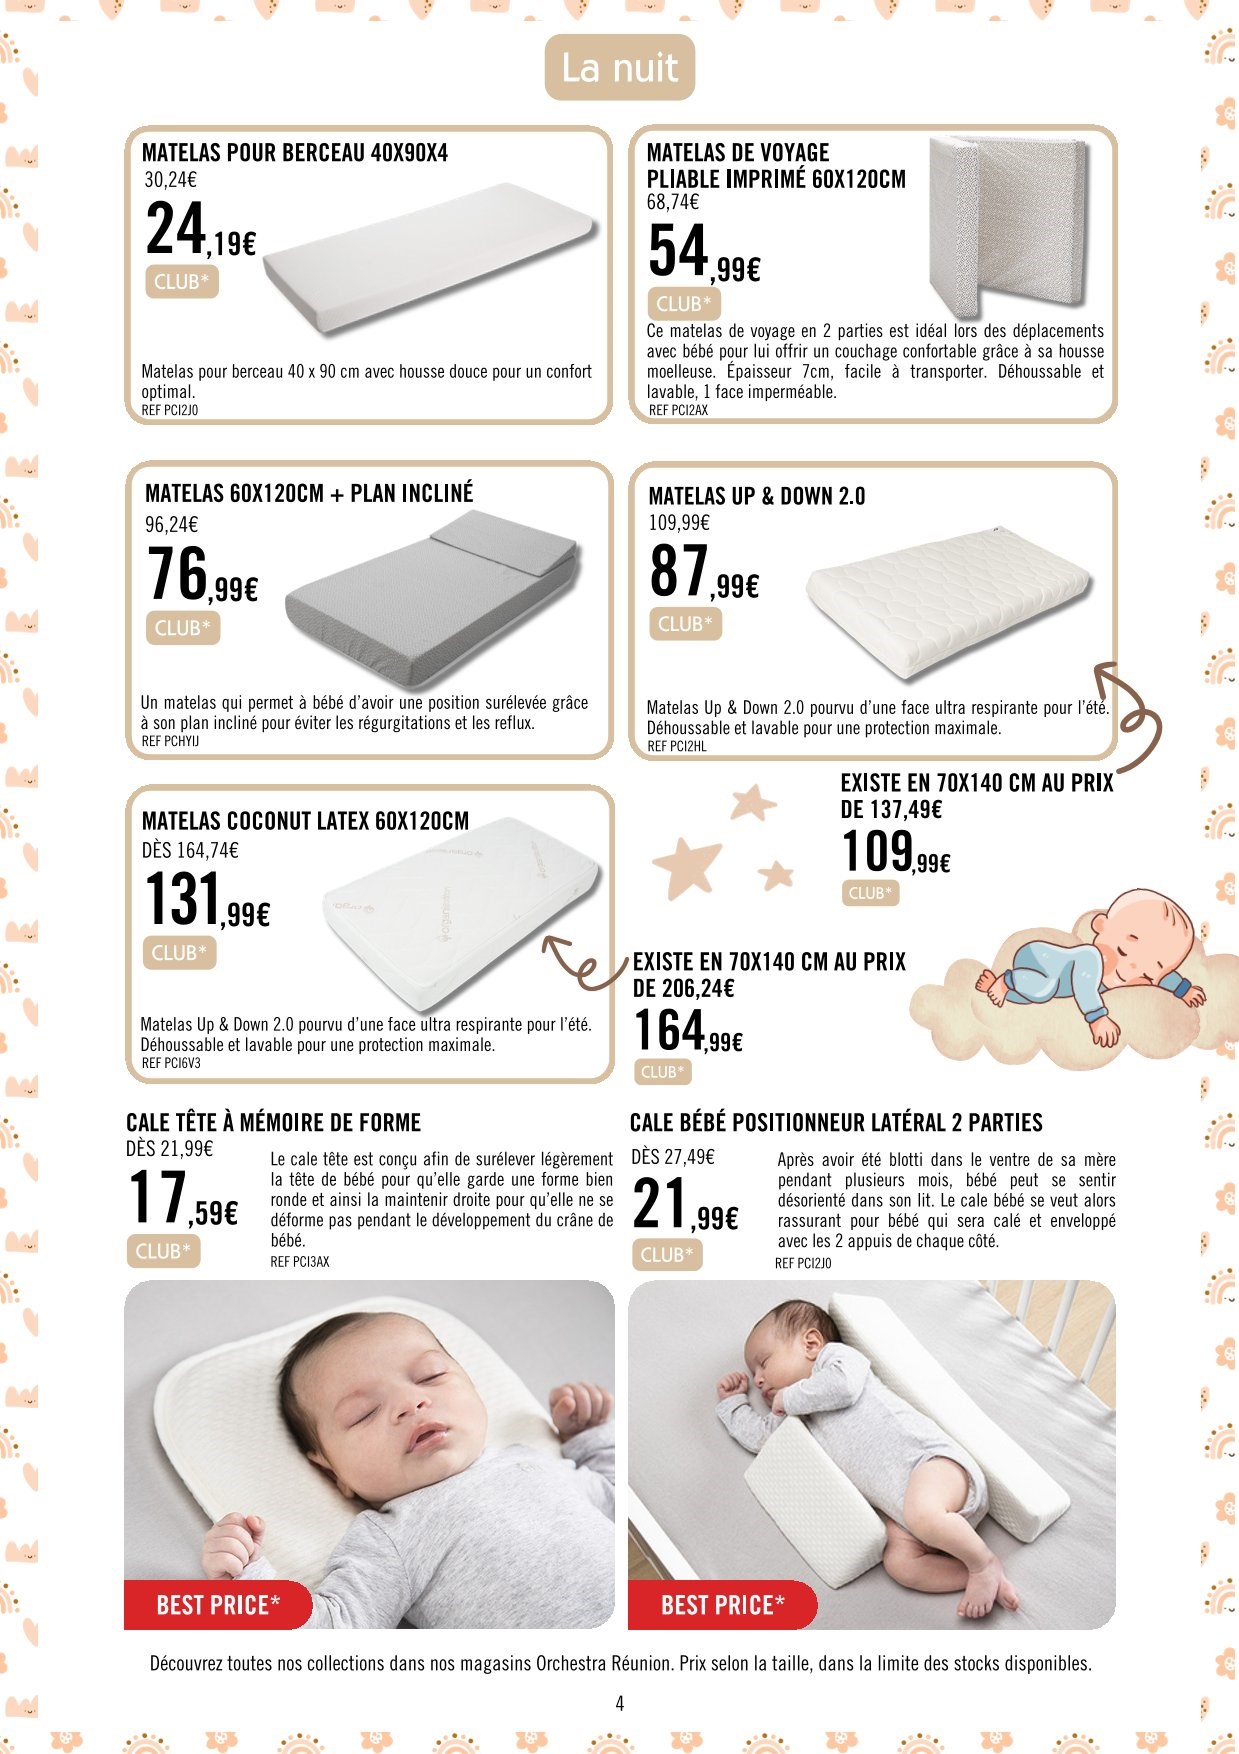 La nuit
MATELAS POUR BERCEAU 40X90X4
30,24€
24,19€
CLUB*
Matelas pour berceau 40 x 90 cm avec housse douce pour un confort
optimal.
REF PCI2J0
MATELAS DE VOYAGE
PLIABLE IMPRIMÉ 60X120CM
68,74€
54,99€
CLUB*
Ce matelas de voyage en 2 parties est idéal lors des déplacements
avec bébé pour lui offrir un couchage confortable grâce à sa housse
moelleuse. Épaisseur 7cm, facile à transporter. Déhoussable et
lavable, 1 face imperméable.
REF PCI2AX
MATELAS 60X120CM + PLAN INCLINÉ
96,24€
76,99€
CLUB*
Un matelas qui permet à bébé d'avoir une position surélevée grâce
à son plan incliné pour éviter les régurgitations et les reflux.
REF PCHYIJ
MATELAS UP & DOWN 2.0
109,99€
87,99€
CLUB*
Matelas Up & Down 2.0 pourvu d'une face ultra respirante pour l'été.
Déhoussable et lavable pour une protection maximale.
REF PCI2HL
EXISTE EN 70X140 CM AU PRIX
DE 137,49€
109,99€
CLUB*
MATELAS COCONUT LATEX 60X120CM
DÈS 164,74€
131,99€
CLUB*
Matelas Up & Down 2.0 pourvu d'une face ultra respirante pour l'été.
Déhoussable et lavable pour une protection maximale.
REF PCI6V3
EXISTE EN 70X140 CM AU PRIX
DE 206,24€
164,99€
CLUB*
CALE TÊTE À MÉMOIRE DE FORME
DÈS 21,99€
17,59€
CLUB*
Le cale tête est conçu afin de surélever légèrement
la tête de bébé pour qu'elle garde une forme bien
ronde et ainsi la maintenir droite pour qu'elle ne se
déforme pas pendant le développement du crâne de
bébé.
REF PCI3AX
BEST PRICE*
CALE BÉBÉ POSITIONNEUR LATÉRAL 2 PARTIES
DÈS 27,49€
21,99€
CLUB*
Après avoir été blotti dans le ventre de sa mère
pendant plusieurs mois, bébé peut se sentir
désorienté dans son lit. Le cale bébé se veut alors
rassurant pour bébé qui sera calé et enveloppé
avec les 2 appuis de chaque côté.
REF PCI2J0
BEST PRICE*
Découvrez toutes nos collections dans nos magasins Orchestra Réunion. Prix selon la taille, dans la limite des stocks disponibles.
4